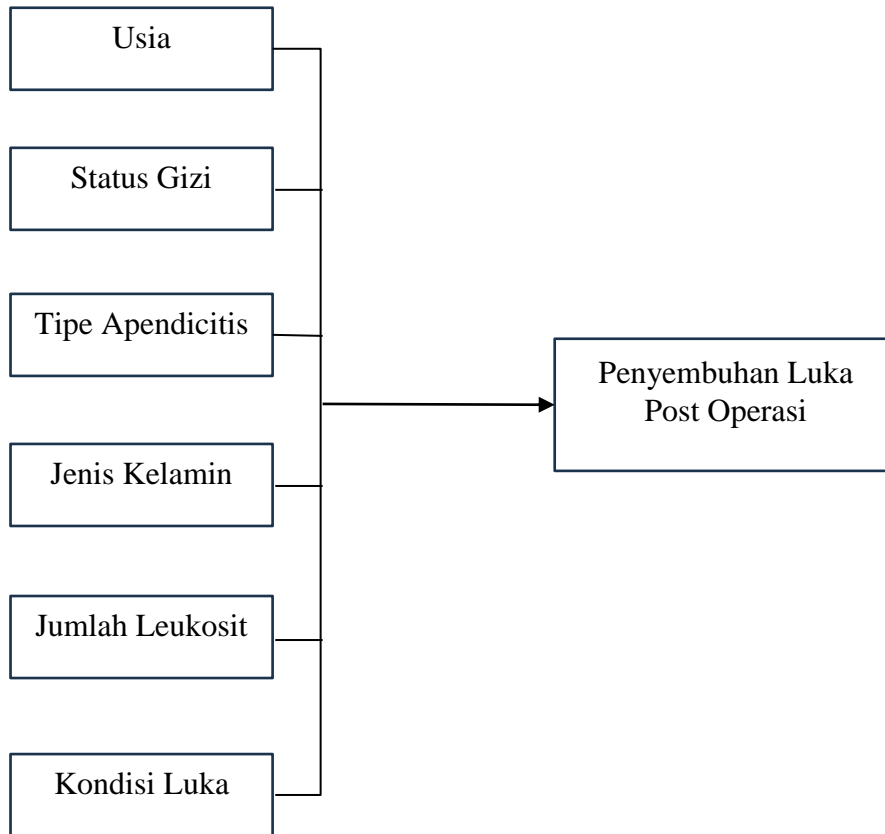 Usia
Status Gizi
Tipe Apendicitis
Jenis Kelamin
Jumlah Leukosit
Kondisi Luka
Penyembuhan Luka
Post Operasi